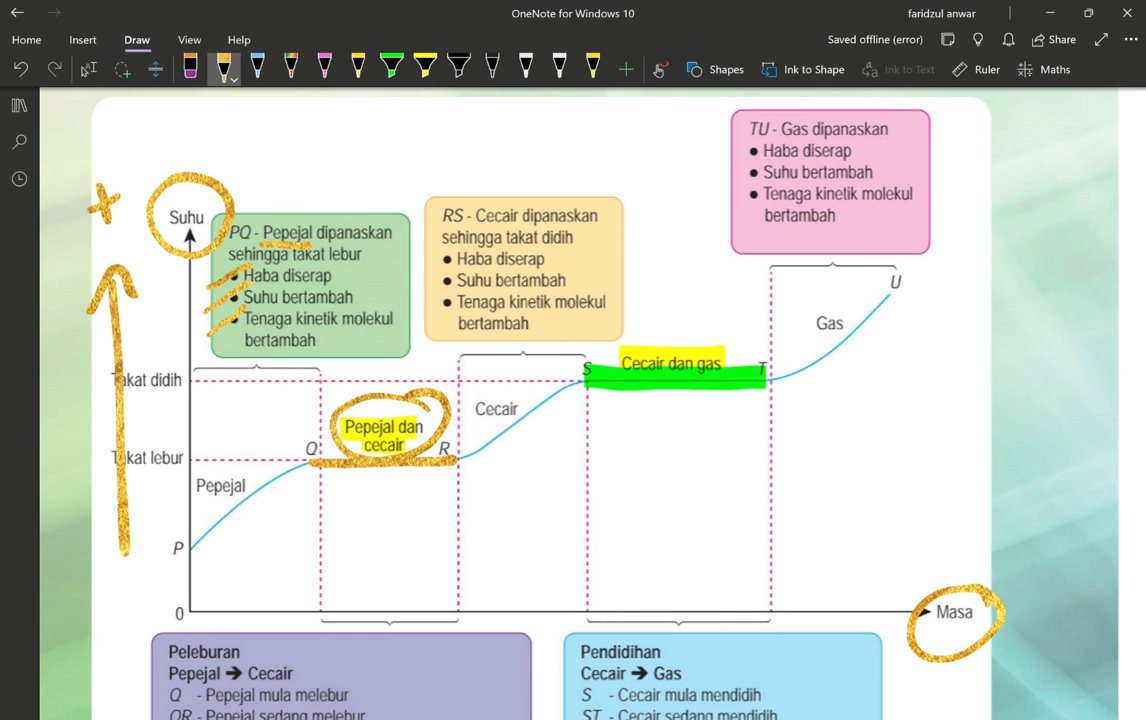 OneNote for Windows 10
faridzul anwar
Home Insert Draw View Help
Saved offline (error)
Share
Shapes
Ink to Shape
Ink to Text
Ruler
Maths
TU - Gas dipanaskan
● Haba diserap
● Suhu bertambah
● Tenaga kinetik molekul
bertambah
+
Suhu
PQ - Pepejal dipanaskan
sehingga takat lebur
● Haba diserap
● Suhu bertambah
● Tenaga kinetik molekul
bertambah
RS - Cecair dipanaskan
sehingga takat didih
● Haba diserap
● Suhu bertambah
● Tenaga kinetik molekul
bertambah
U
Gas
Takat didih
S
Cecair dan gas
T
Cecair
Pepejal dan
cecair
Takat lebur
Q
R
Pepejal
P
0
Masa
Peleburan
Pepejal ➔ Cecair
Q - Pepejal mula melebur
QR - Pepejal sedang melebur
Pendidihan
Cecair ➔ Gas
S - Cecair mula mendidih
ST - Cecair sedang mendidih